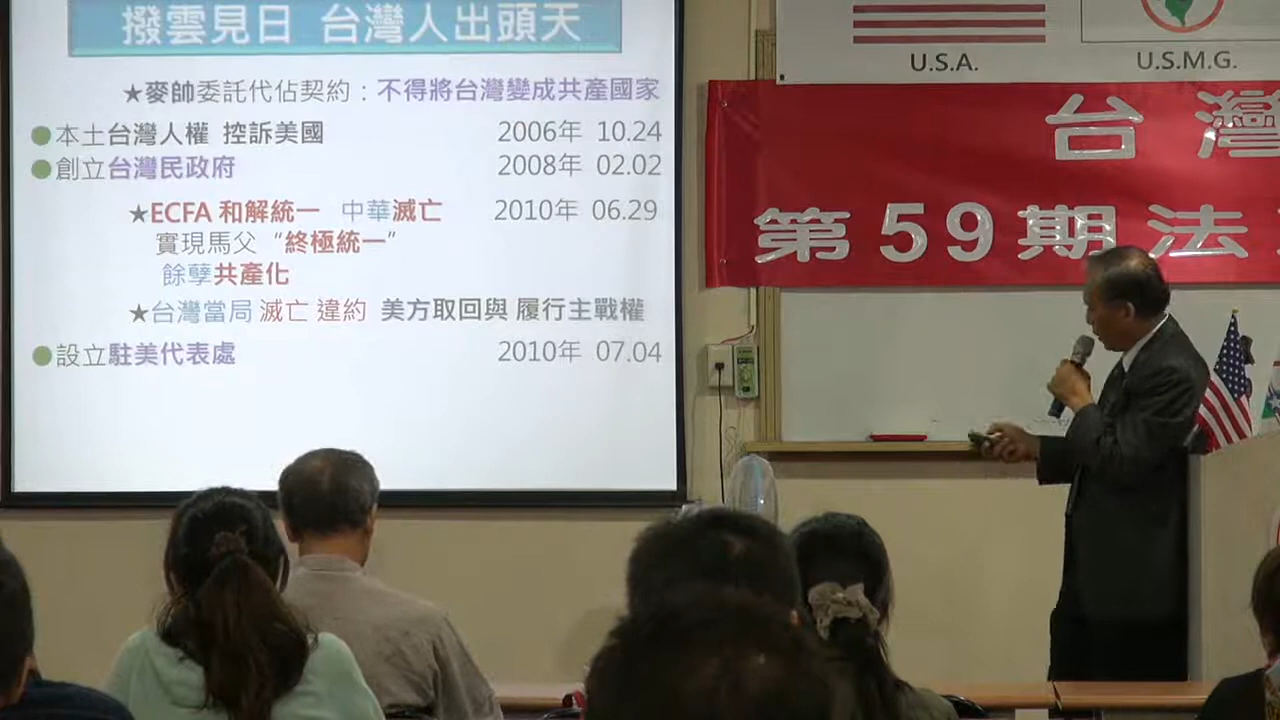 撥雲見日 台灣人出頭天
★麥帥委託代佔契約：不得將台灣變成共產國家
本土台灣人權 控訴美國 2006年 10.24
創立台灣民政府 2008年 02.02
★ECFA 和解統一 中華滅亡 2010年 06.29
實現馬父“終極統一”
餘孽共產化
★台灣當局 滅亡 違約 美方取回與 履行主戰權
設立駐美代表處 2010年 07.04
U.S.A.
U.S.M.G.
台灣
第59期法